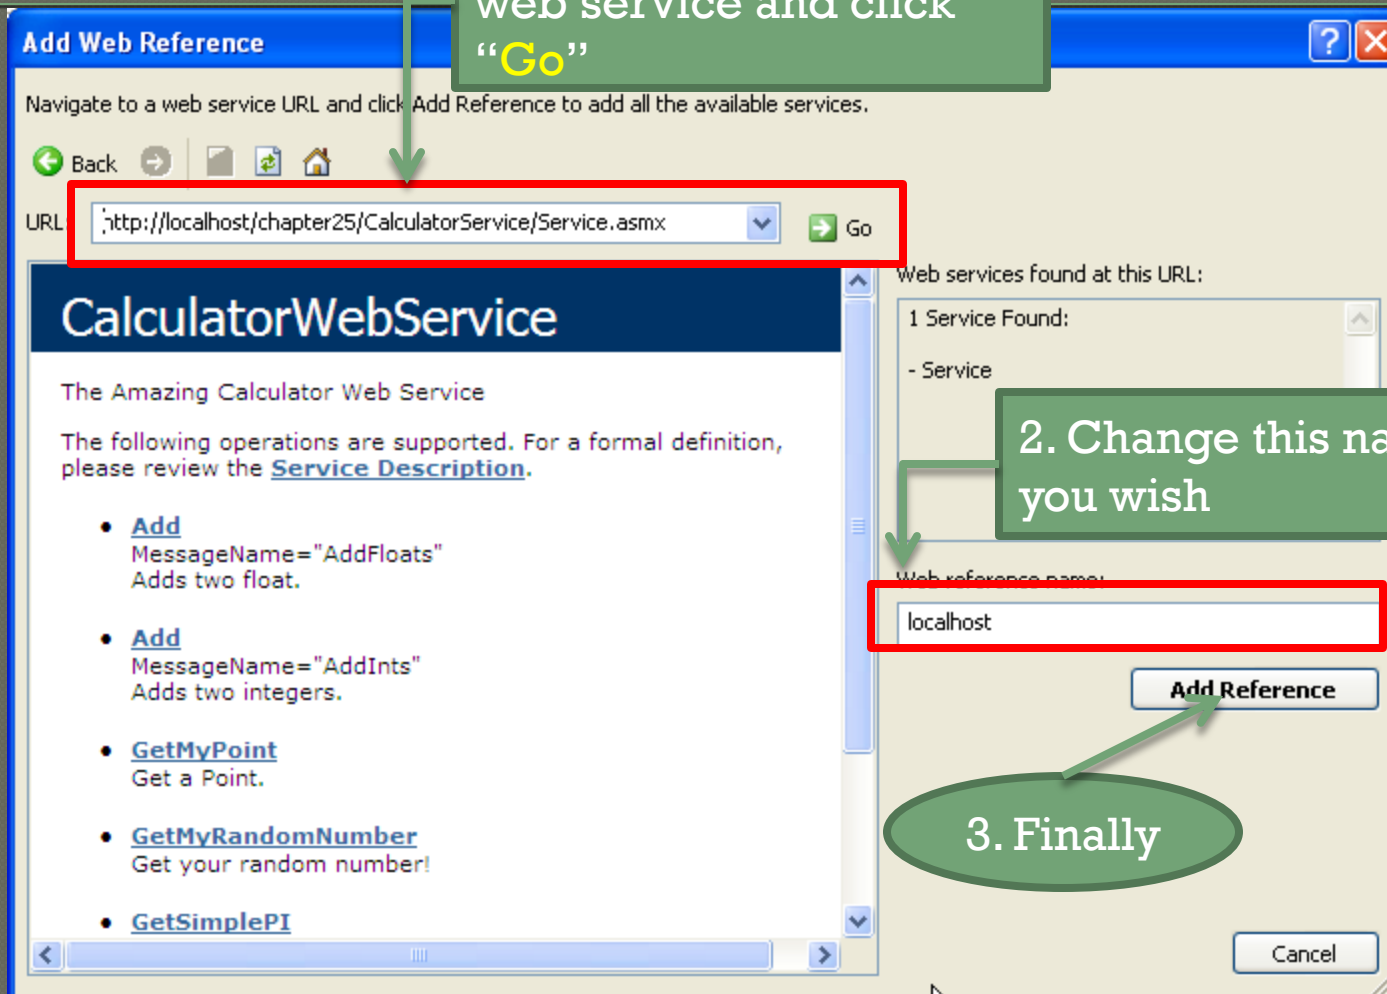 web service and click
“Go”
Add Web Reference
Navigate to a web service URL and click Add Reference to add all the available services.
Back
URL: http://localhost/chapter25/CalculatorService/Service.asmx Go
CalculatorWebService
The Amazing Calculator Web Service
The following operations are supported. For a formal definition,
please review the Service Description.
• Add
MessageName="AddFloats"
Adds two float.
• Add
MessageName="AddInts"
Adds two integers.
• GetMyPoint
Get a Point.
• GetMyRandomNumber
Get your random number!
• GetSimplePI
Web services found at this URL:
1 Service Found:
- Service
2. Change this na
you wish
Web reference name:
localhost
Add Reference
3. Finally
Cancel